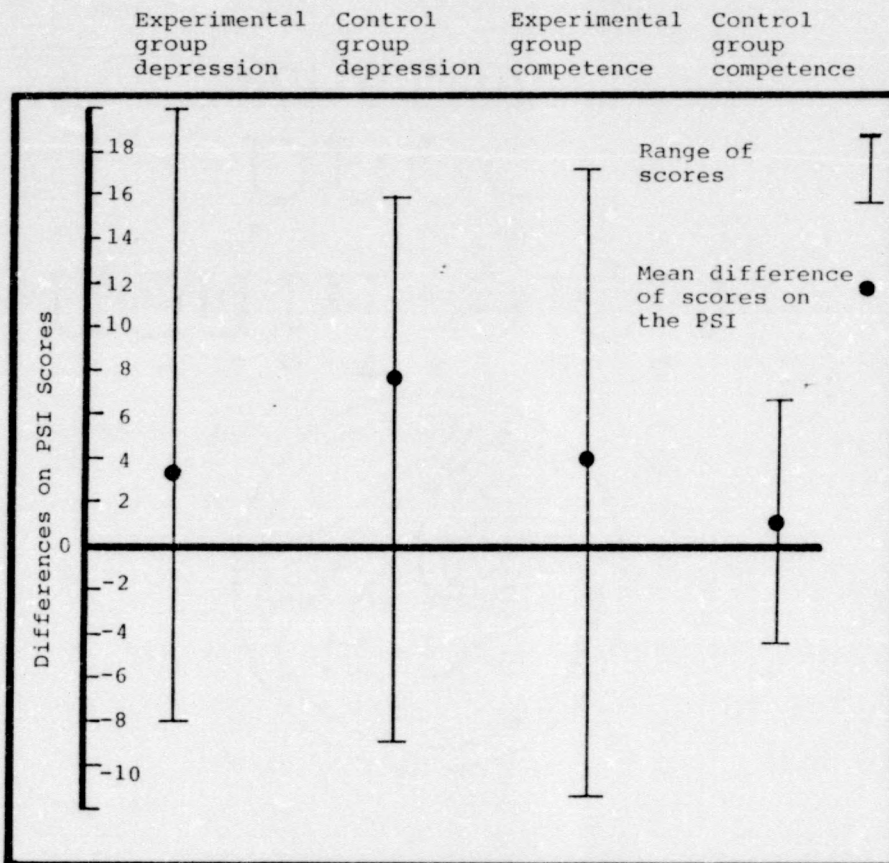 Experimental group depression
Control group depression
Experimental group competence
Control group competence
Range of scores
Mean difference of scores on the PSI
Differences on PSI Scores
18
16
14
12
10
8
6
4
2
0
-2
-4
-6
-8
-10